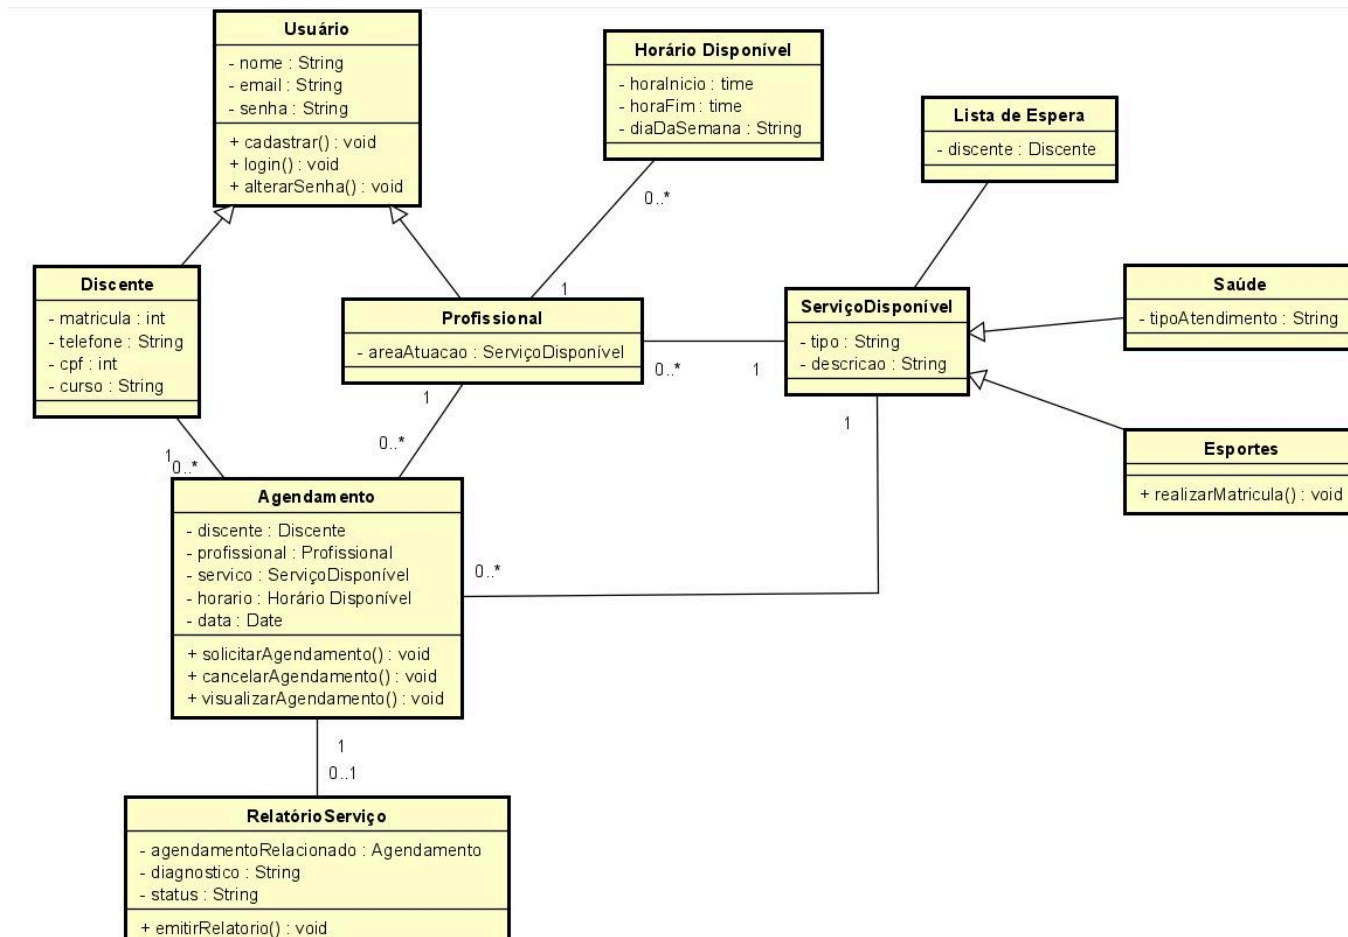 Usuário
- nome : String
- email : String
- senha : String
+ cadastrar() : void
+ login() : void
+ alterarSenha() : void
Horário Disponível
- horaInicio : time
- horaFim : time
- diaDaSemana : String
Lista de Espera
- discente : Discente
0..*
1
Discente
- matricula : int
- telefone : String
- cpf : int
- curso : String
Profissional
- areaAtuacao : ServiçoDisponível
0..*
1
ServiçoDisponível
- tipo : String
- descricao : String
Saúde
- tipoAtendimento : String
Esportes
+ realizarMatricula() : void
1
0..*
1
0..*
1
0..*
Agendamento
- discente : Discente
- profissional : Profissional
- servico : ServiçoDisponível
- horario : Horário Disponível
- data : Date
+ solicitarAgendamento() : void
+ cancelarAgendamento() : void
+ visualizarAgendamento() : void
1
0..1
RelatórioServiço
- agendamentoRelacionado : Agendamento
- diagnostico : String
- status : String
+ emitirRelatorio() : void